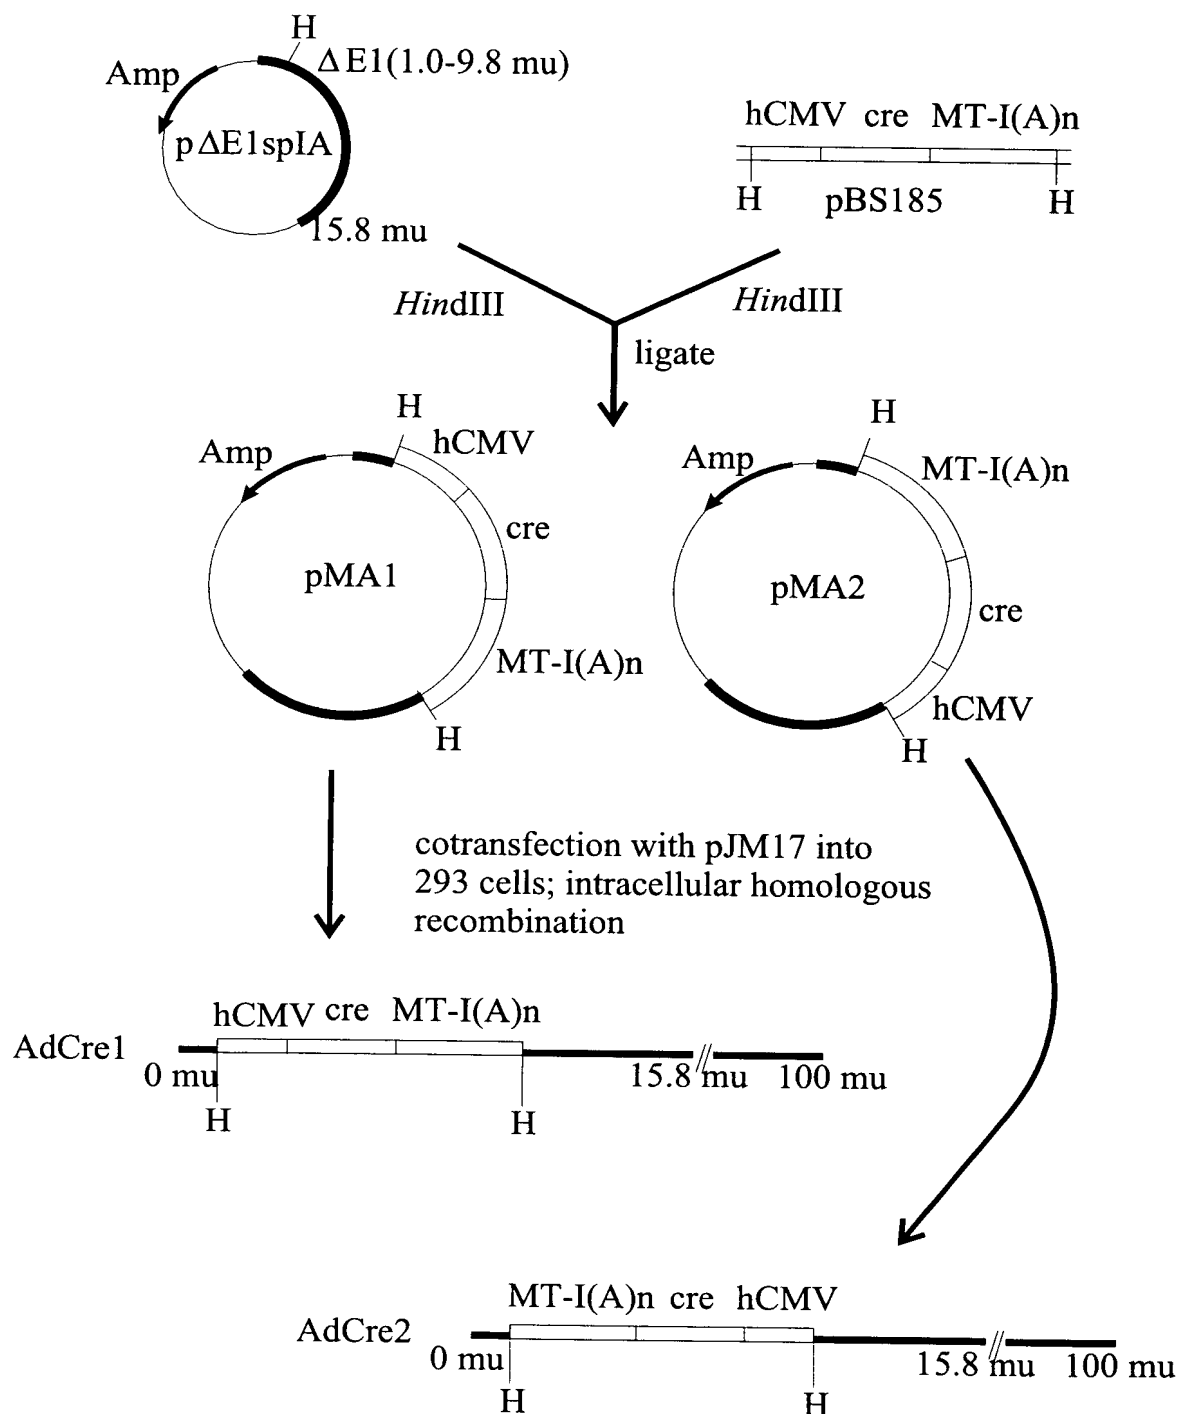 H
Δ E1(1.0-9.8 mu)
Amp
pΔE1spIA
15.8 mu
hCMV cre MT-I(A)n
H
pBS185
H
HindIII
HindIII
ligate
H
hCMV
Amp
cre
pMA1
MT-I(A)n
H
H
Amp
MT-I(A)n
pMA2
cre
hCMV
H
cotransfection with pJM17 into
293 cells; intracellular homologous
recombination
hCMV cre MT-I(A)n
AdCre1
0 mu
15.8 mu
100 mu
H
H
MT-I(A)n cre hCMV
AdCre2
0 mu
15.8 mu
100 mu
H
H